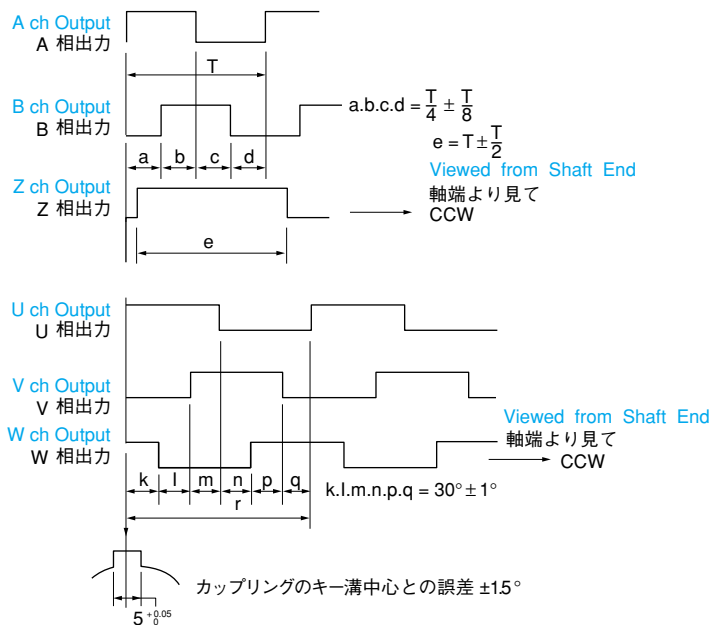 A ch Output
A 相出力
T
B ch Output
B 相出力
a.b.c.d = T/4 ± T/8
e = T ± T/2
a b c d
Viewed from Shaft End
軸端より見て
CCW
Z ch Output
Z 相出力
e
U ch Output
U 相出力
V ch Output
V 相出力
Viewed from Shaft End
軸端より見て
CCW
W ch Output
W 相出力
k l m n p q
k.l.m.n.p.q = 30°± 1°
r
カップリングのキー溝中心との誤差 ±1.5°
5 +0.05 0